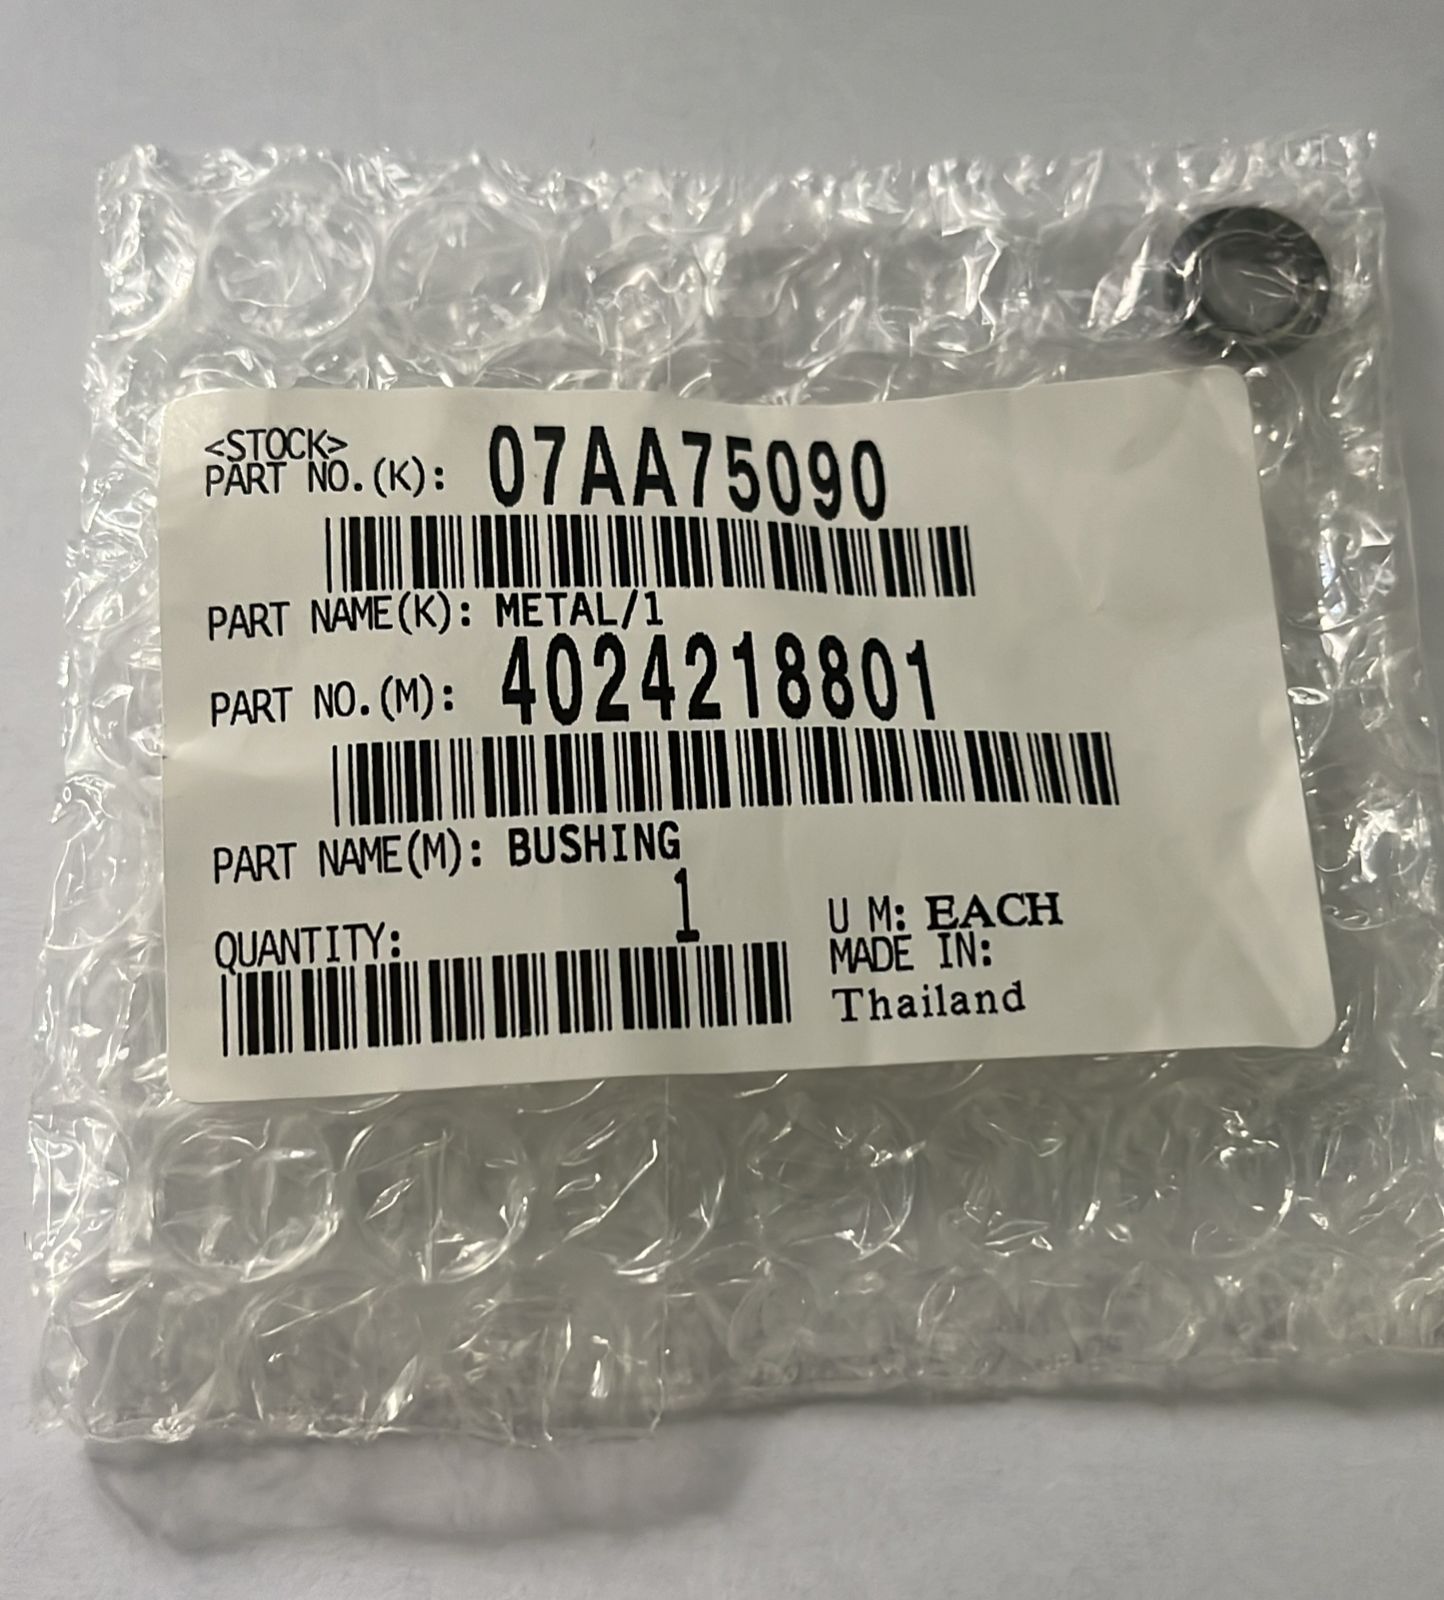 <STOCK>
PART NO.(K): 07AA75090
PART NAME(K): METAL/1
PART NO.(M): 4024218801
PART NAME(M): BUSHING
QUANTITY: 1
U M: EACH
MADE IN:
Thailand